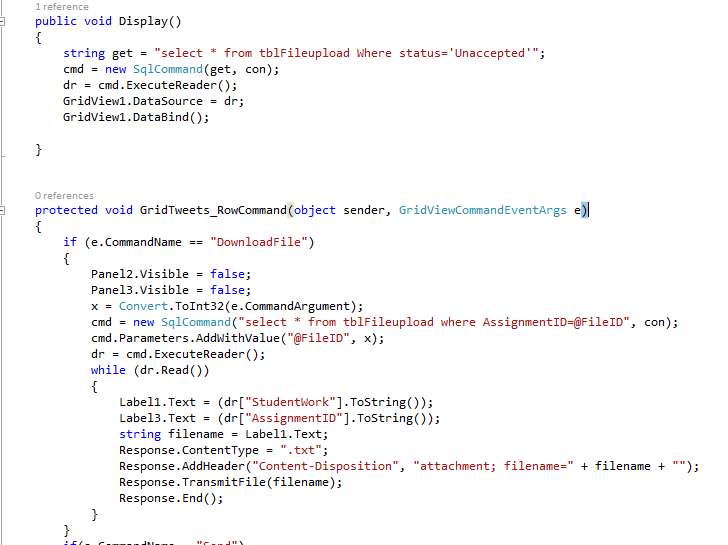 1 reference
public void Display()
{
string get = "select * from tblFileupload Where status='Unaccepted'";
cmd = new SqlCommand(get, con);
dr = cmd.ExecuteReader();
GridView1.DataSource = dr;
GridView1.DataBind();
}
0 references
protected void GridTweets_RowCommand(object sender, GridViewCommandEventArgs e)
{
if (e.CommandName == "DownloadFile")
{
Panel2.Visible = false;
Panel3.Visible = false;
x = Convert.ToInt32(e.CommandArgument);
cmd = new SqlCommand("select * from tblFileupload where AssignmentID=@FileID", con);
cmd.Parameters.AddWithValue("@FileID", x);
dr = cmd.ExecuteReader();
while (dr.Read())
{
Label1.Text = (dr["StudentWork"].ToString());
Label3.Text = (dr["AssignmentID"].ToString());
string filename = Label1.Text;
Response.ContentType = ".txt";
Response.AddHeader("Content-Disposition", "attachment; filename=" + filename + "");
Response.TransmitFile(filename);
Response.End();
}
}
if(e.CommandName == "Send")